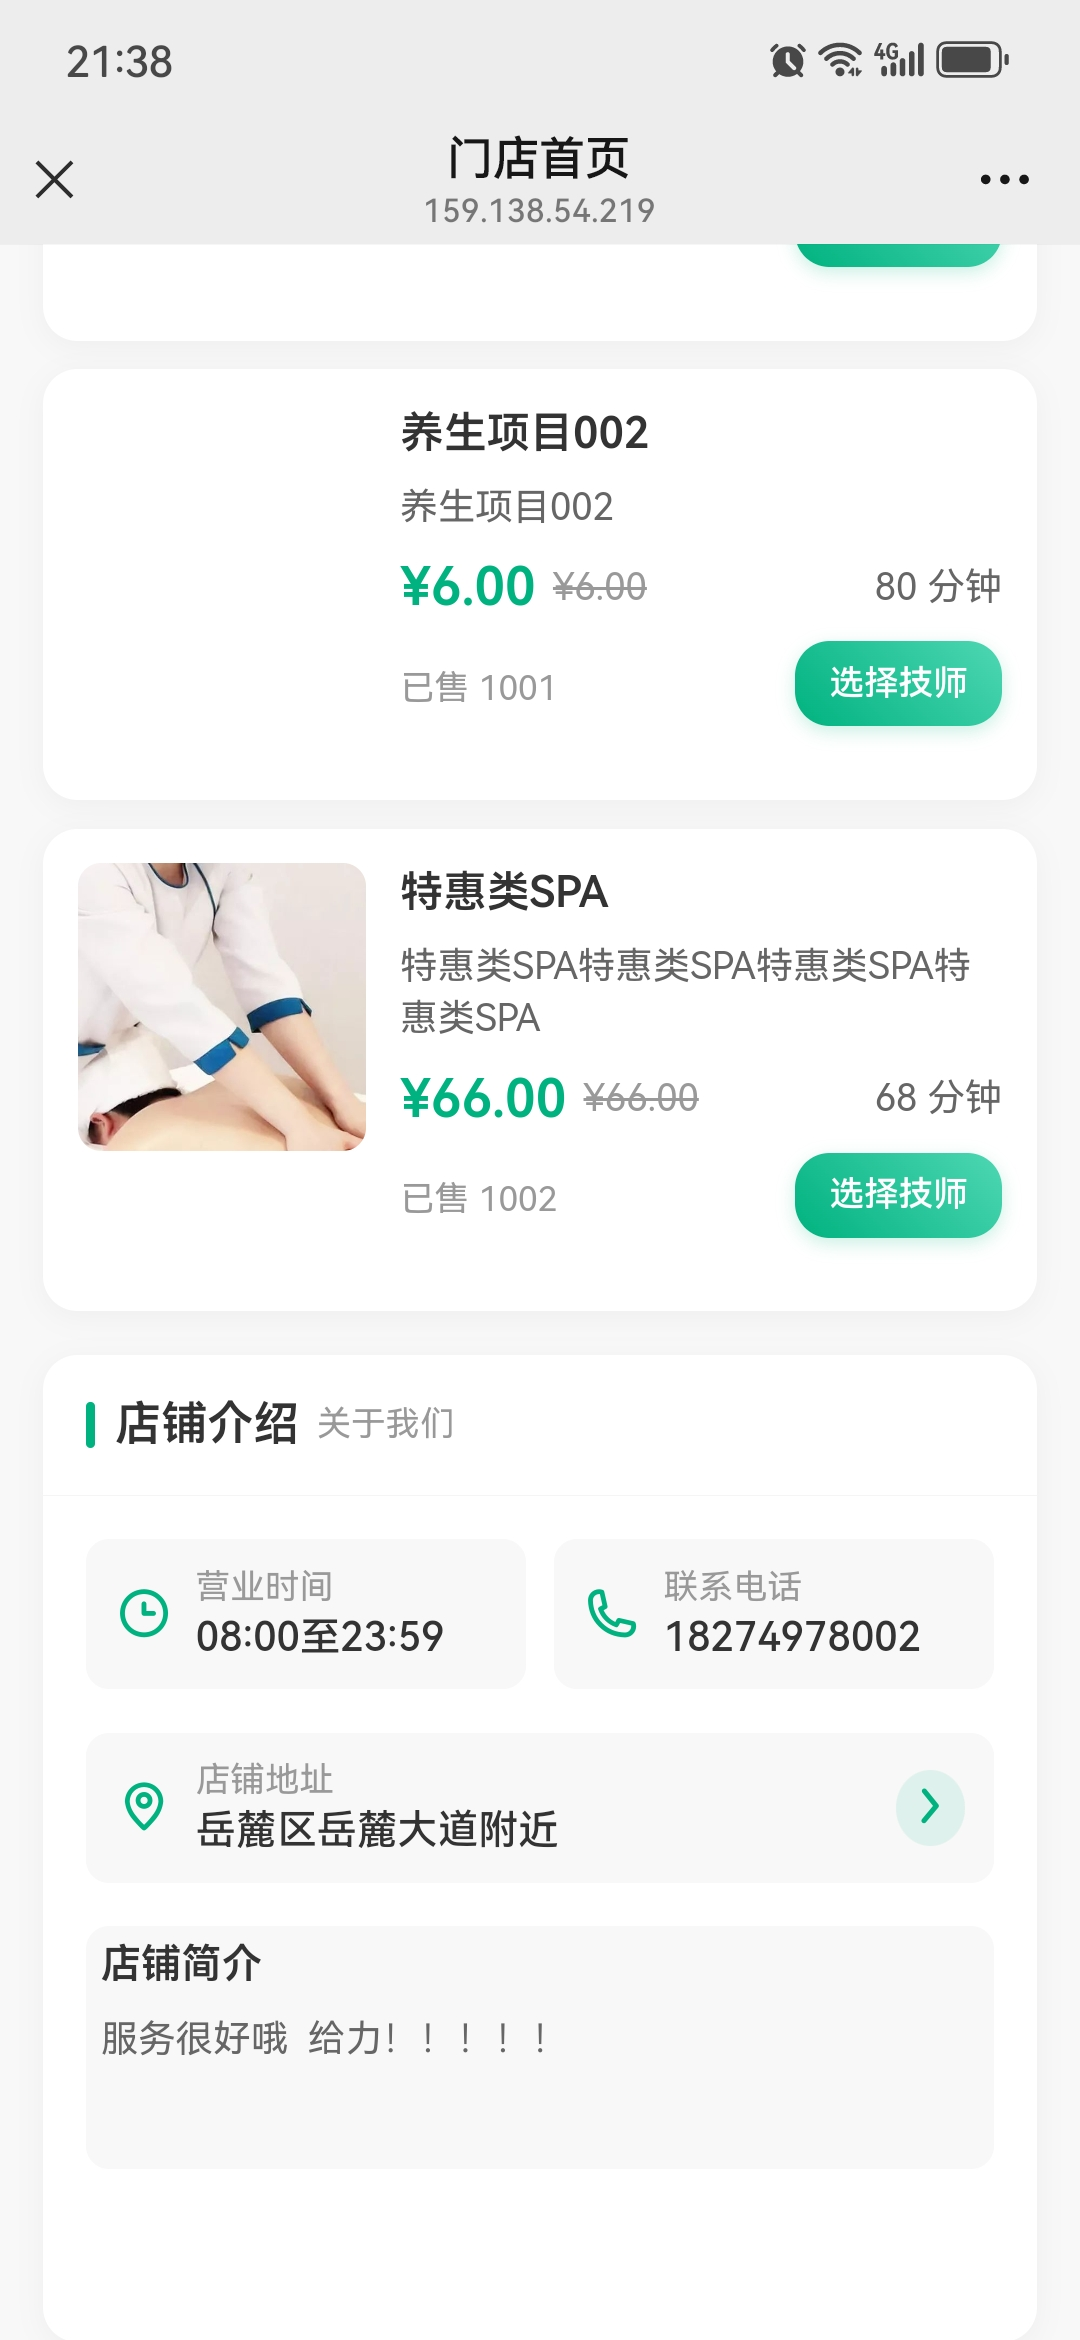 21:38
4G
门店首页
159.138.54.219
养生项目002
养生项目002
¥6.00 ¥6.00 80 分钟
已售 1001 选择技师
特惠类SPA
特惠类SPA特惠类SPA特惠类SPA特
惠类SPA
¥66.00 ¥66.00 68 分钟
已售 1002 选择技师
店铺介绍 关于我们
营业时间
08:00至23:59
联系电话
18274978002
店铺地址
岳麓区岳麓大道附近
店铺简介
服务很好哦 给力！！！！！